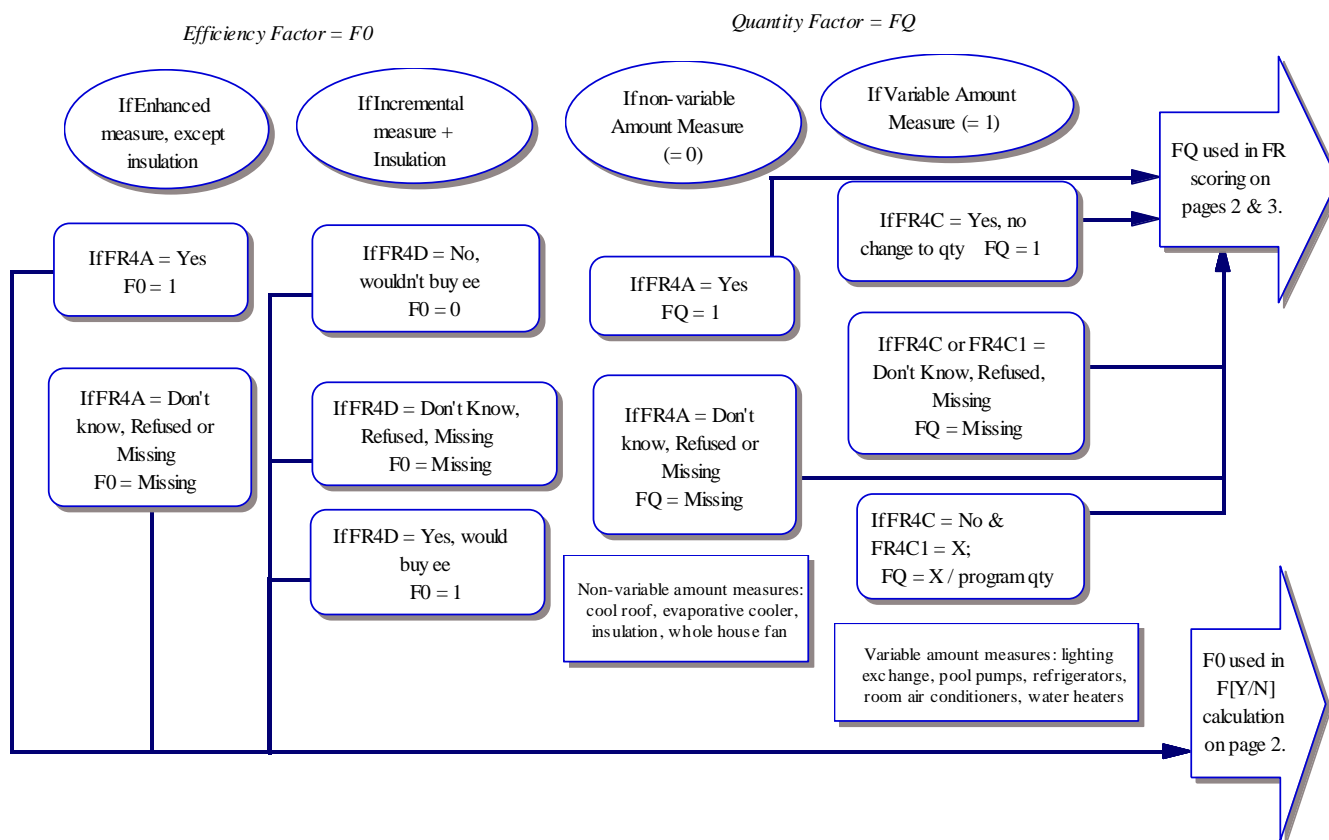 Efficiency Factor = F0
Quantity Factor = FQ
If Enhanced
measure, except
insulation
If Incremental
measure +
Insulation
If non-variable
Amount Measure
(= 0)
If Variable Amount
Measure (= 1)
FQ used in FR
scoring on
pages 2 & 3.
If FR4A = Yes
F0 = 1
If FR4D = No,
wouldn't buy ee
F0 = 0
If FR4A = Yes
FQ = 1
If FR4C = Yes, no
change to qty FQ = 1
If FR4A = Don't
know, Refused or
Missing
F0 = Missing
If FR4D = Don't Know,
Refused, Missing
F0 = Missing
If FR4A = Don't
know, Refused or
Missing
FQ = Missing
If FR4C or FR4C1 =
Don't Know, Refused,
Missing
FQ = Missing
If FR4D = Yes, would
buy ee
F0 = 1
If FR4C = No &
FR4C1 = X;
FQ = X / program qty
Non-variable amount measures:
cool roof, evaporative cooler,
insulation, whole house fan
Variable amount measures: lighting
exchange, pool pumps, refrigerators,
room air conditioners, water heaters
F0 used in
F[Y/N]
calculation
on page 2.